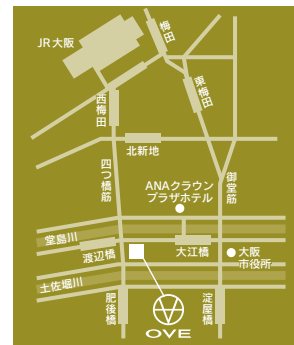 梅田
JR大阪
東梅田
西梅田
北新地
四つ橋筋
御堂筋
ANAクラウン
プラザホテル
堂島川
渡辺橋
大江橋
大阪
市役所
土佐堀川
肥後橋
淀屋橋
OVE